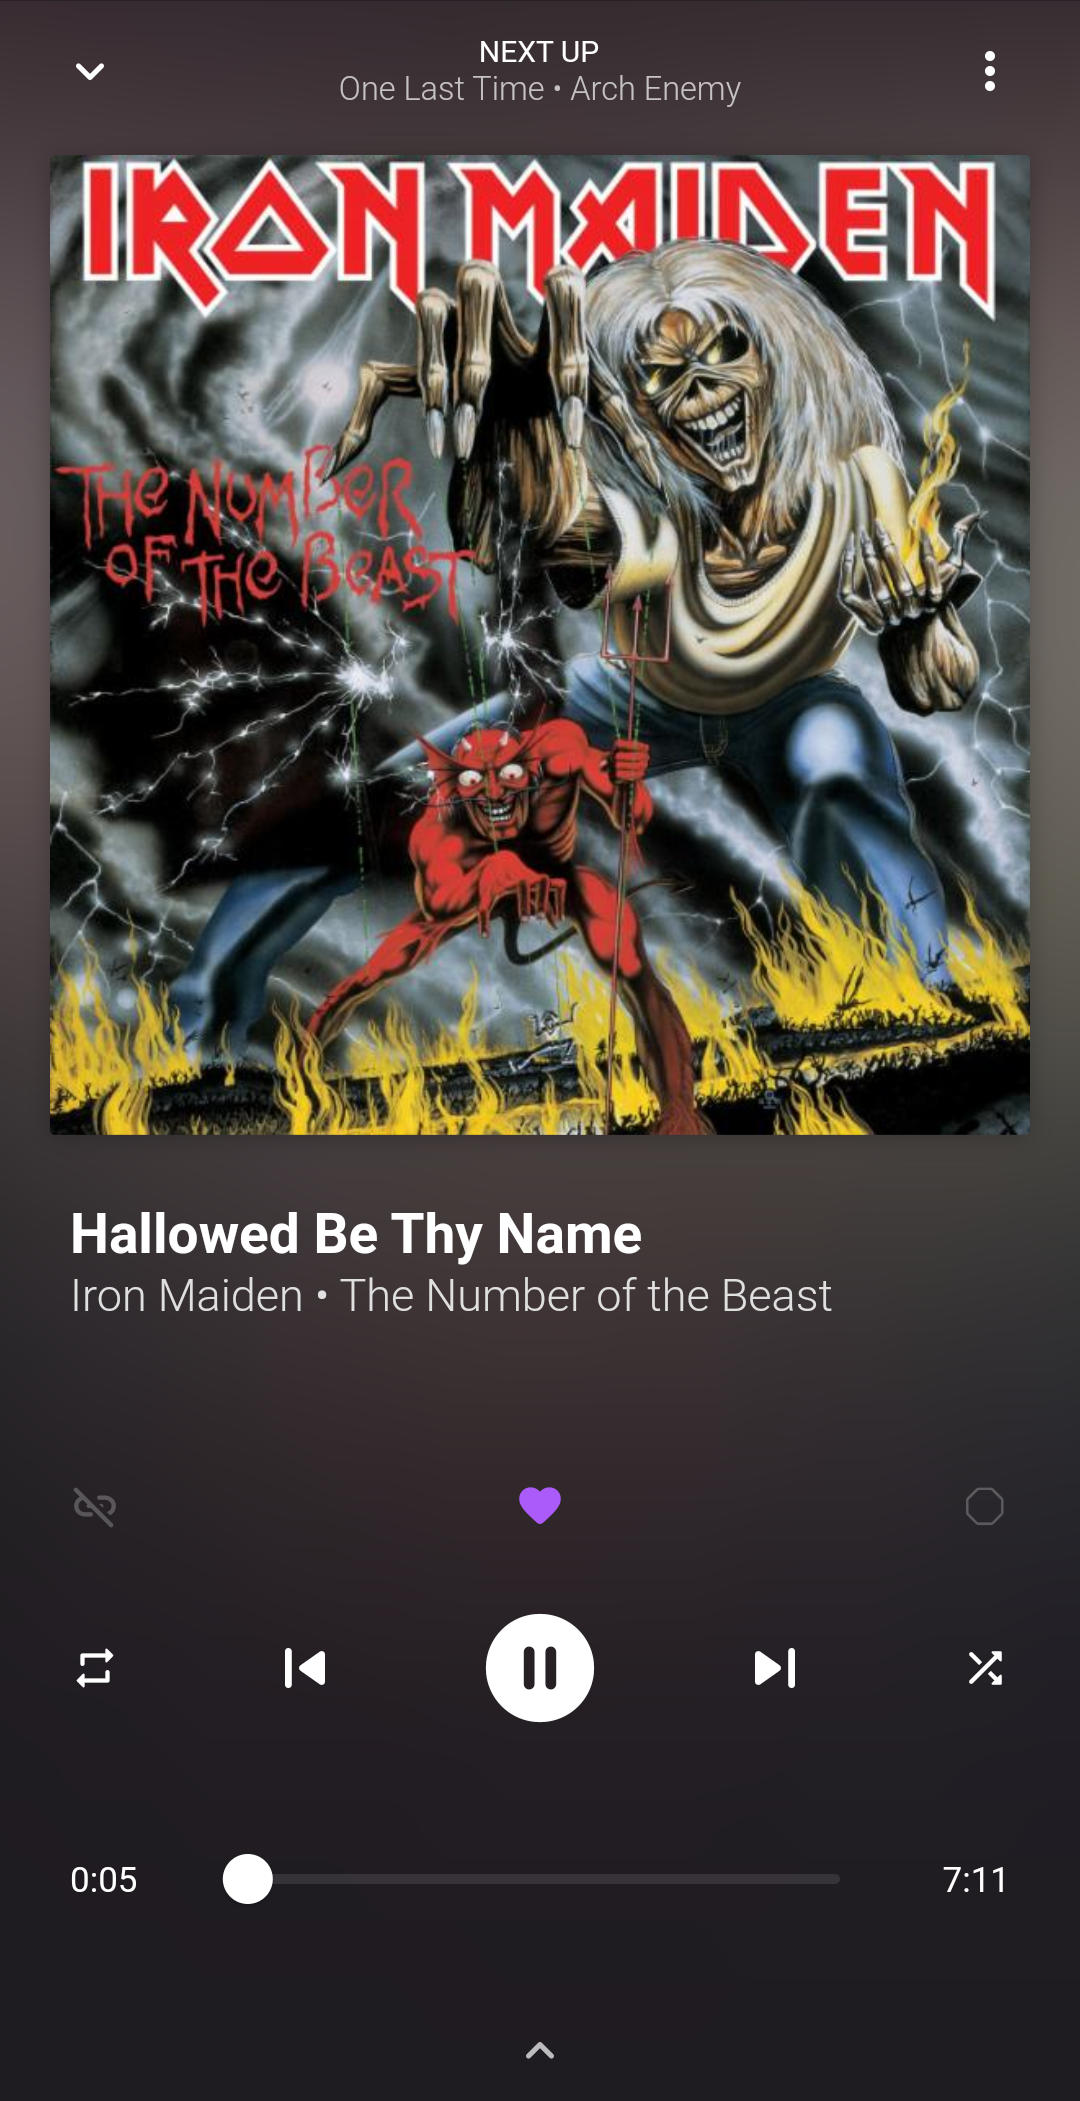 NEXT UP
One Last Time • Arch Enemy
IRON MAIDEN
THE NUMBER
OF THE BEAST
Hallowed Be Thy Name
Iron Maiden • The Number of the Beast
0:05
7:11